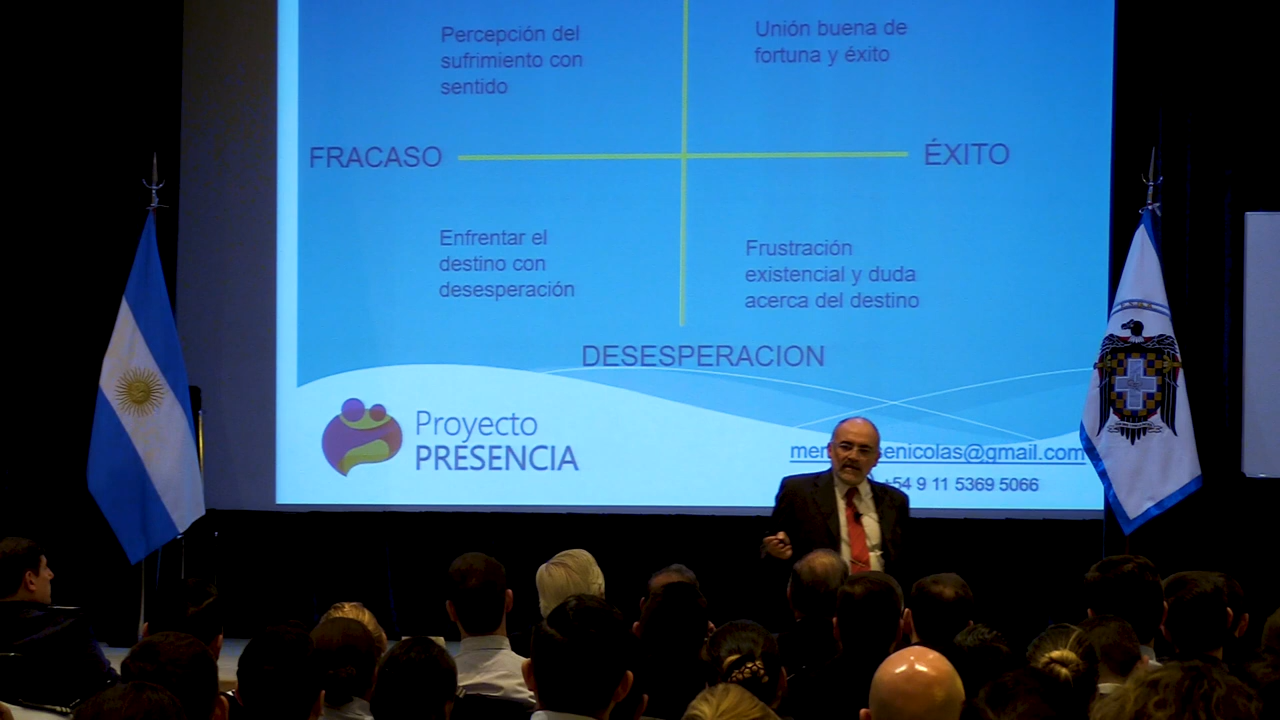 Percepción del
sufrimiento con
sentido
Unión buena de
fortuna y éxito
FRACASO
ÉXITO
Enfrentar el
destino con
desesperación
Frustración
existencial y duda
acerca del destino
DESESPERACION
Proyecto
PRESENCIA
+54 9 11 5369 5066